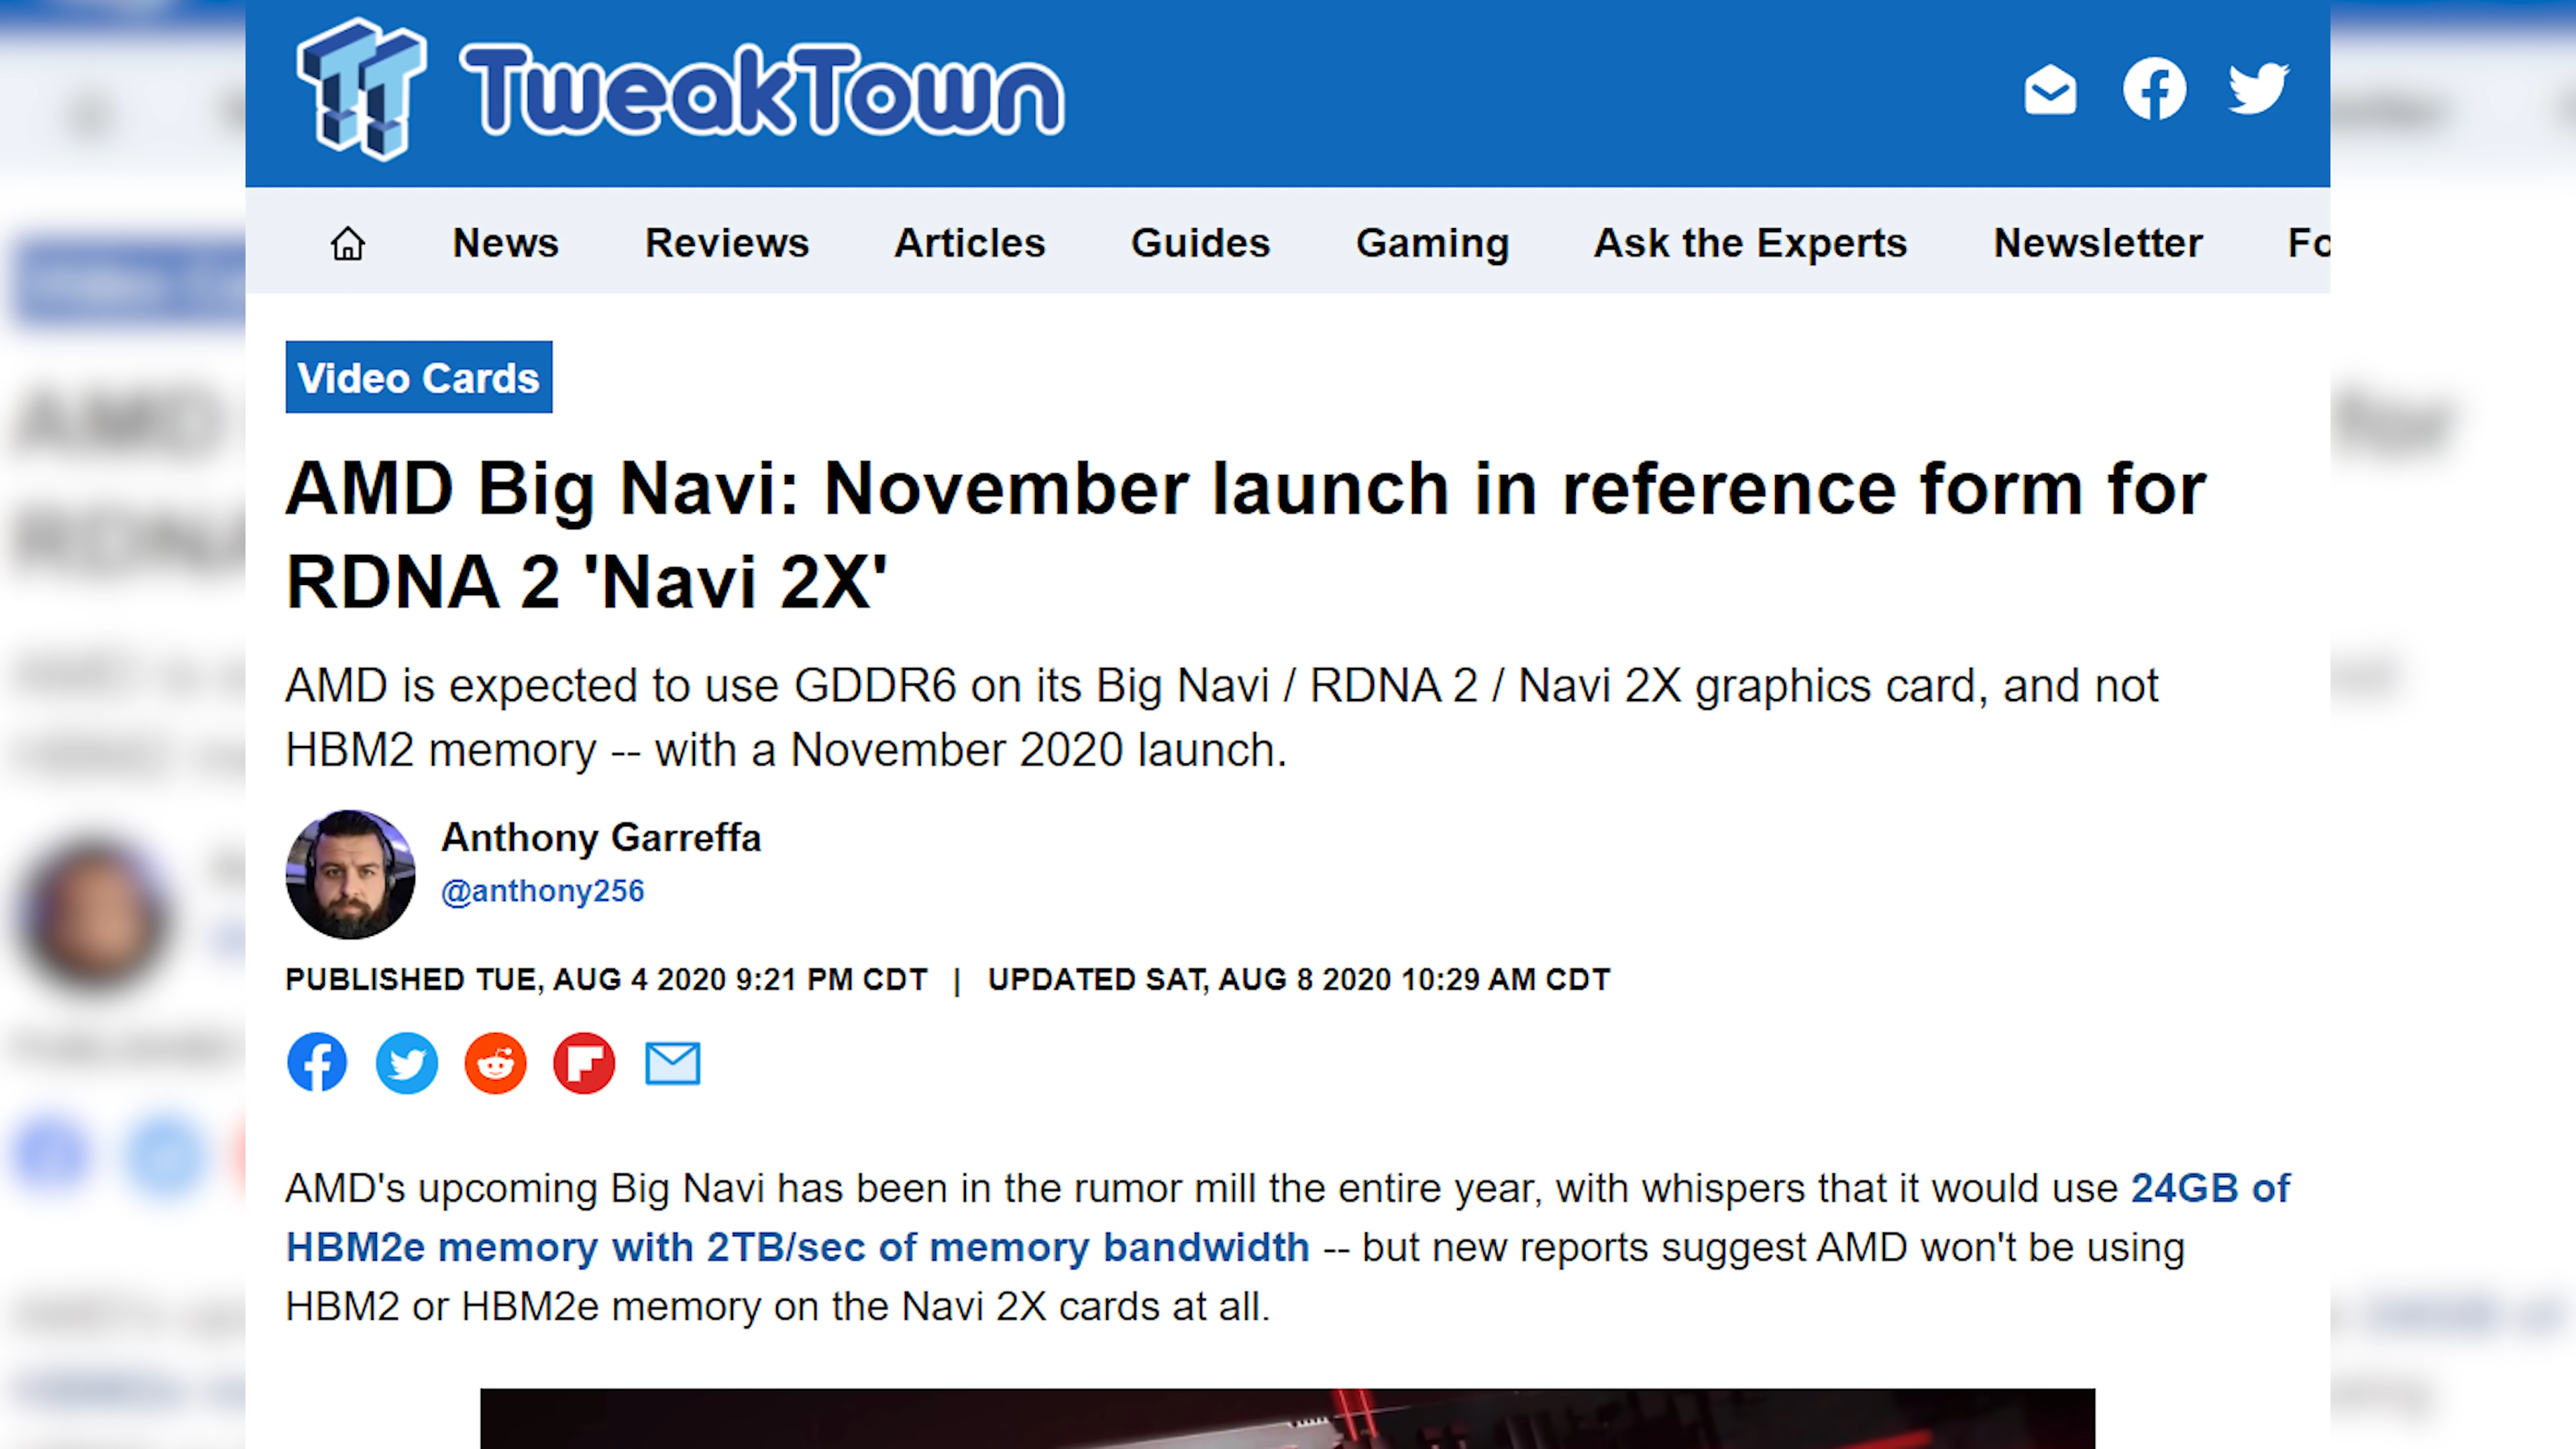 TweakTown
News Reviews Articles Guides Gaming Ask the Experts Newsletter Fo
Video Cards
AMD Big Navi: November launch in reference form for
RDNA 2 'Navi 2X'
AMD is expected to use GDDR6 on its Big Navi / RDNA 2 / Navi 2X graphics card, and not
HBM2 memory -- with a November 2020 launch.
Anthony Garreffa
@anthony256
PUBLISHED TUE, AUG 4 2020 9:21 PM CDT | UPDATED SAT, AUG 8 2020 10:29 AM CDT
AMD's upcoming Big Navi has been in the rumor mill the entire year, with whispers that it would use 24GB of
HBM2e memory with 2TB/sec of memory bandwidth -- but new reports suggest AMD won't be using
HBM2 or HBM2e memory on the Navi 2X cards at all.